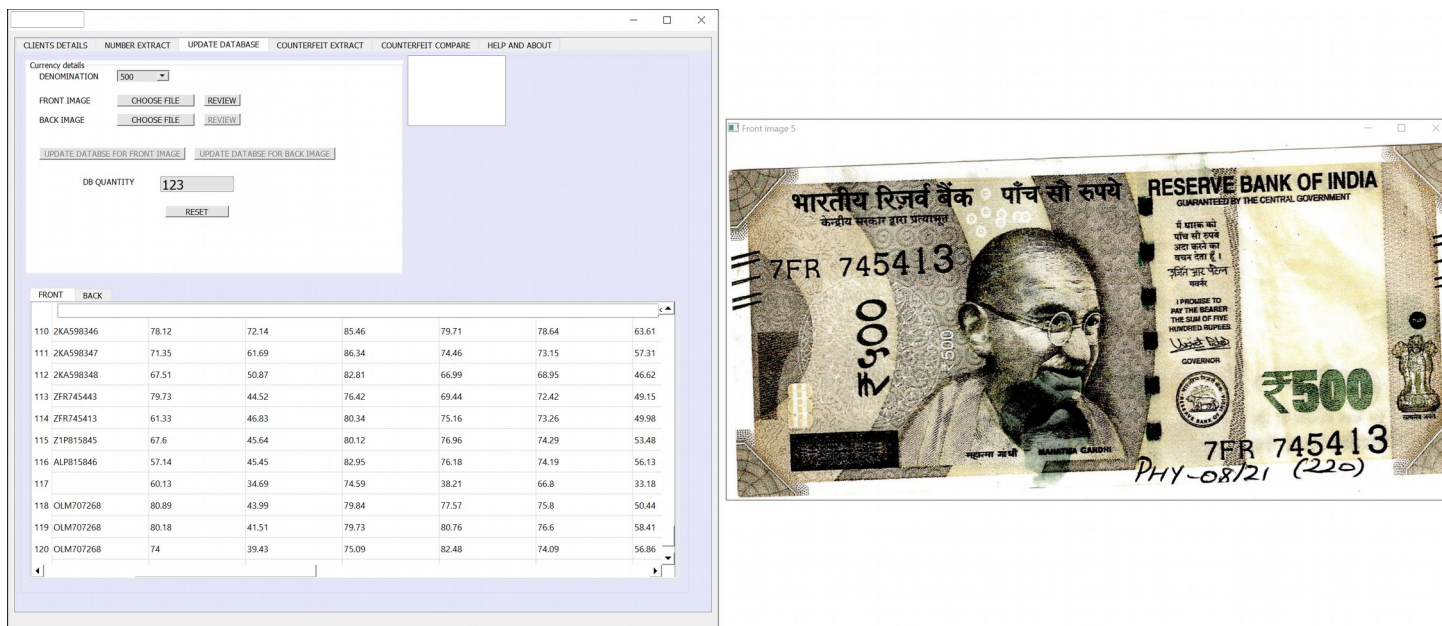 CLIENTS DETAILS NUMBER EXTRACT UPDATE DATABASE COUNTERFEIT EXTRACT COUNTERFEIT COMPARE HELP AND ABOUT
Currency details
DENOMINATION 500
FRONT IMAGE CHOOSE FILE REVIEW
BACK IMAGE CHOOSE FILE REVIEW
UPDATE DATABSE FOR FRONT IMAGE UPDATE DATABSE FOR BACK IMAGE
DB QUANTITY 123
RESET
FRONT BACK
110 2KA598346 78.12 72.14 85.46 79.71 78.64 63.61
111 2KA598347 71.35 61.69 86.34 74.46 73.15 57.31
112 2KA598348 67.51 50.87 82.81 66.99 68.95 46.62
113 ZFR745443 79.73 44.52 76.42 69.44 72.42 49.15
114 ZFR745413 61.33 46.83 80.34 75.16 73.26 49.98
115 Z1P815845 67.6 45.64 80.12 76.96 74.29 53.48
116 ALP815846 57.14 45.45 82.95 76.18 74.19 56.13
117 60.13 34.69 74.59 38.21 66.8 33.18
118 OLM707268 80.89 43.99 79.84 77.57 75.8 50.44
119 OLM707268 80.18 41.51 79.73 80.76 76.6 58.41
120 OLM707268 74 39.43 75.09 82.48 74.09 56.86
Front image 5
भारतीय रिज़र्व बैंक पाँच सौ रुपये RESERVE BANK OF INDIA
केन्द्रीय सरकार द्वारा प्रत्याभूत GUARANTEED BY THE CENTRAL GOVERNMENT
मैं धारक को
पाँच सौ रुपये
अदा करने का
वचन देता हूँ।
7FR 745413
गवर्नर
I PROMISE TO
PAY THE BEARER
THE SUM OF FIVE
HUNDRED RUPEES
GOVERNOR
₹५००
₹500
₹500
महात्मा गांधी MAHATMA GANDHI
7FR 745413
PHY-08/21 (220)